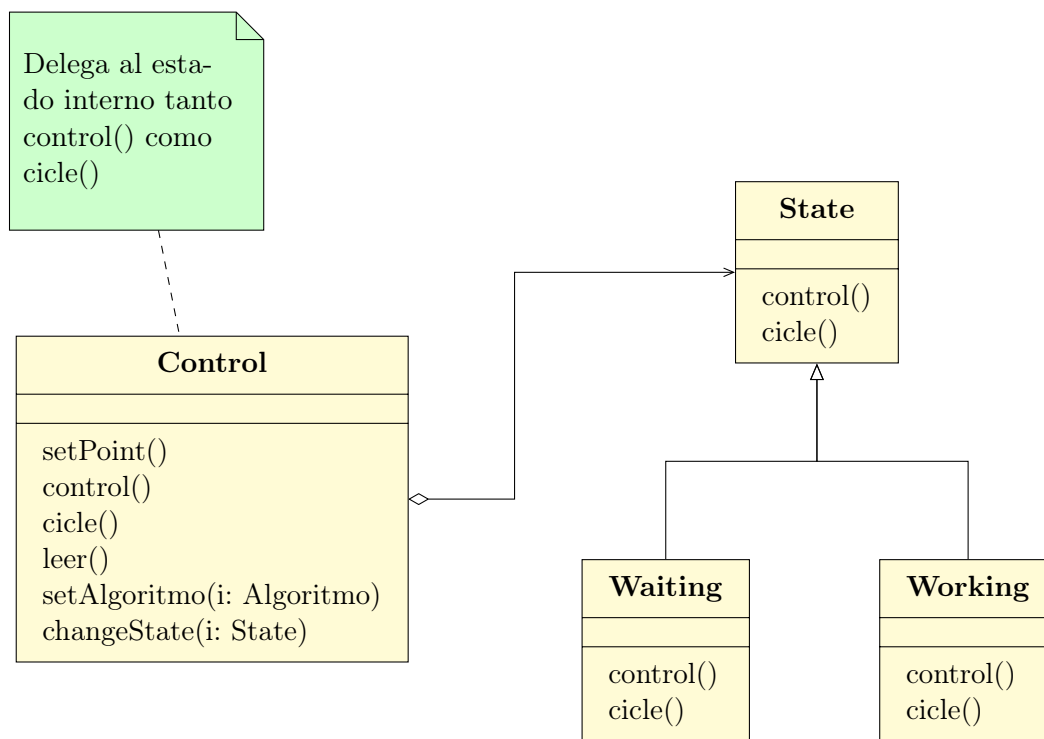 Delega al esta-
do interno tanto
control() como
cicle()
State
control()
cicle()
Control
setPoint()
control()
cicle()
leer()
setAlgoritmo(i: Algoritmo)
changeState(i: State)
Waiting
control()
cicle()
Working
control()
cicle()